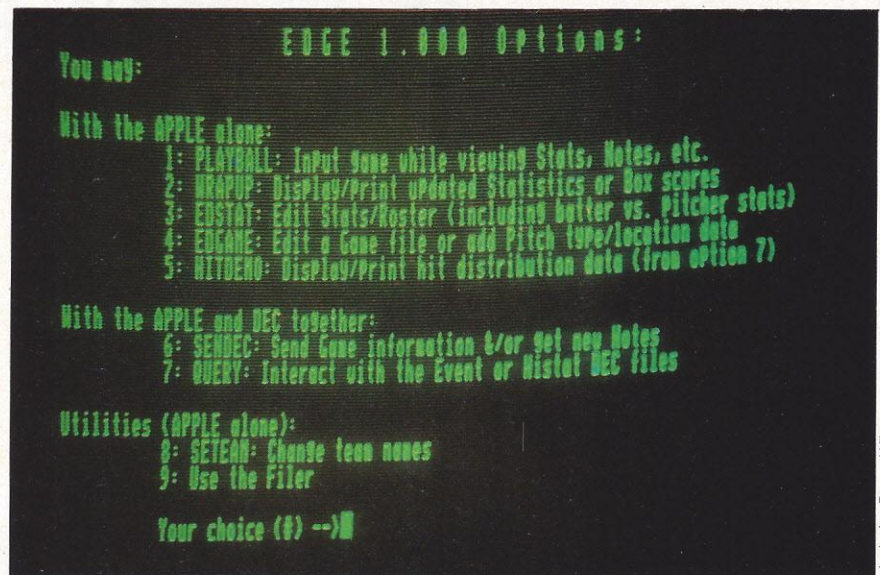 EDGE 1.000 Options:
You may:
With the APPLE alone:
1: PLAYBALL: Input game while viewing Stats, Notes, etc.
2: WRAPUP: Display/Print updated Statistics or Box scores
3: EDSTAT: Edit Stats/Roster (including batter vs. pitcher stats)
4: EDGAME: Edit a Game file or add Pitch type/location data
5: HITDEMO: Display/print hit distribution data (from option 7)
With the APPLE and DEC together:
6: SENDEC: Send Game information &/or get new Notes
7: QUERY: Interact with the Event or Histat DEC files
Utilities (APPLE alone):
8: SETEAM: Change team names
9: Use the Filer
Your choice (#) -->